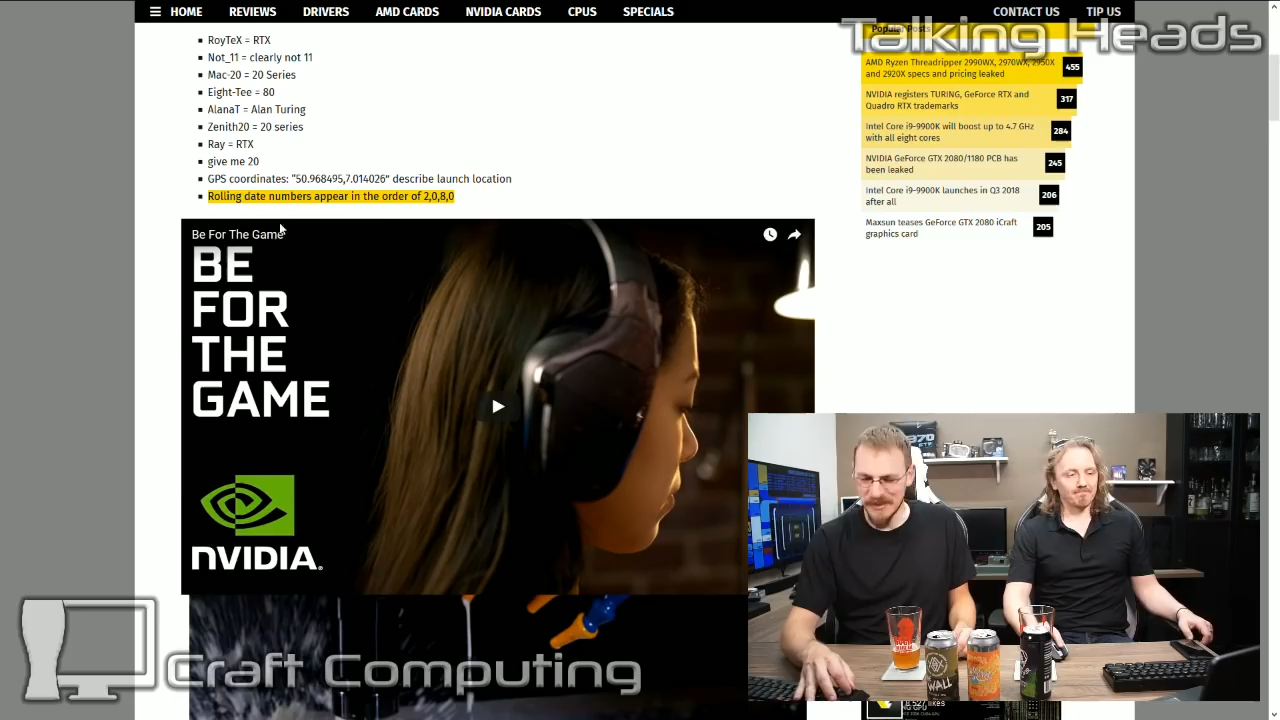 ☰ HOME REVIEWS DRIVERS AMD CARDS NVIDIA CARDS CPUS SPECIALS CONTACT US TIP US
Talking Heads
RoyTeX = RTX
Not_11 = clearly not 11
Mac-20 = 20 Series
Eight-Tee = 80
AlanaT = Alan Turing
Zenith20 = 20 series
Ray = RTX
give me 20
GPS coordinates: "50.968495,7.014026" describe launch location
Rolling date numbers appear in the order of 2,0,8,0
Popular Posts
AMD Ryzen Threadripper 2990WX, 2970WX, 2950X
and 2920X specs and pricing leaked
455
NVIDIA registers TURING, GeForce RTX and
Quadro RTX trademarks
317
Intel Core i9-9900K will boost up to 4.7 GHz
with all eight cores
284
NVIDIA GeForce GTX 2080/1180 PCB has
been leaked
245
Intel Core i9-9900K launches in Q3 2018
after all
206
Maxsun teases GeForce GTX 2080 iCraft
graphics card
205
Be For The Game
BE
FOR
THE
GAME
NVIDIA.
WALL
Craft Computing
8,527 likes